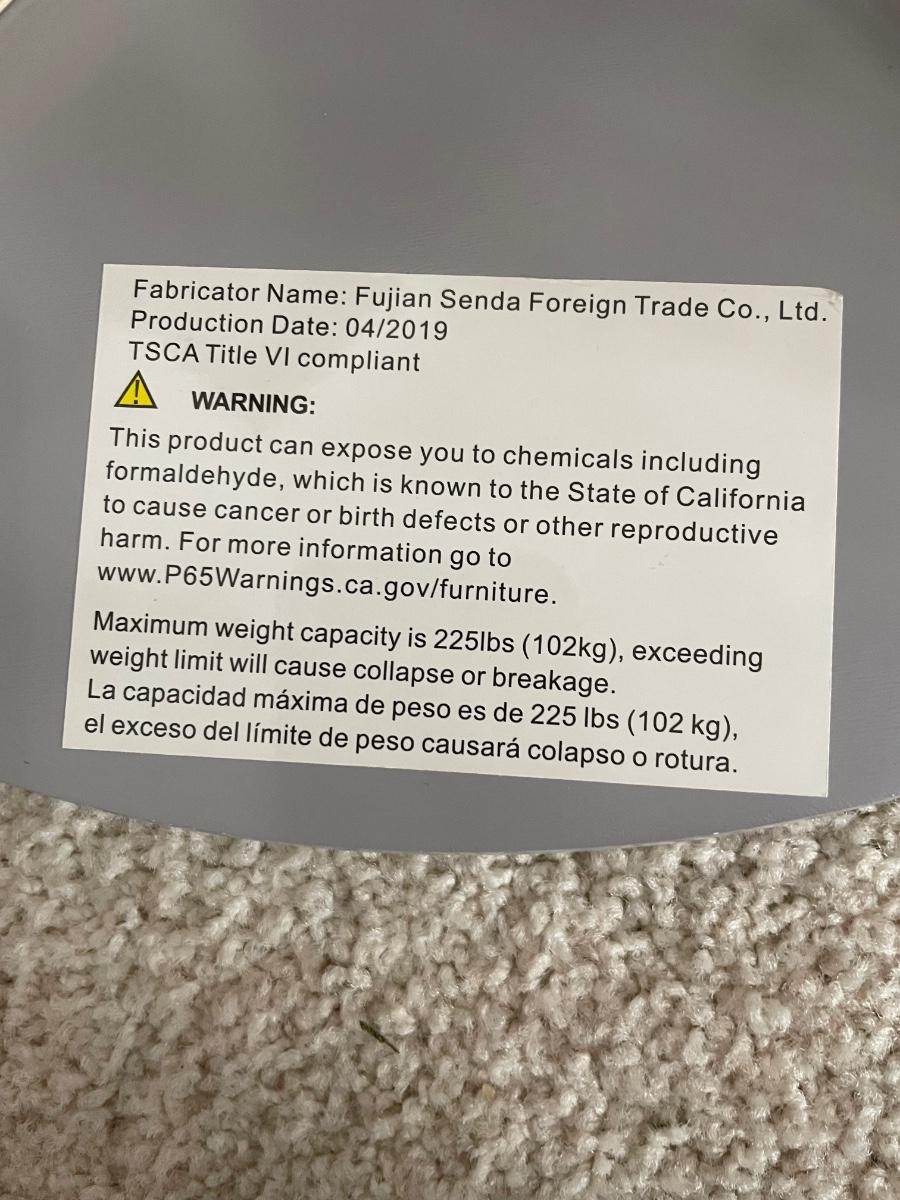 Fabricator Name: Fujian Senda Foreign Trade Co., Ltd.
Production Date: 04/2019
TSCA Title VI compliant
WARNING:
This product can expose you to chemicals including
formaldehyde, which is known to the State of California
to cause cancer or birth defects or other reproductive
harm. For more information go to
www.P65Warnings.ca.gov/furniture.
Maximum weight capacity is 225lbs (102kg), exceeding
weight limit will cause collapse or breakage.
La capacidad máxima de peso es de 225 lbs (102 kg),
el exceso del límite de peso causará colapso o rotura.